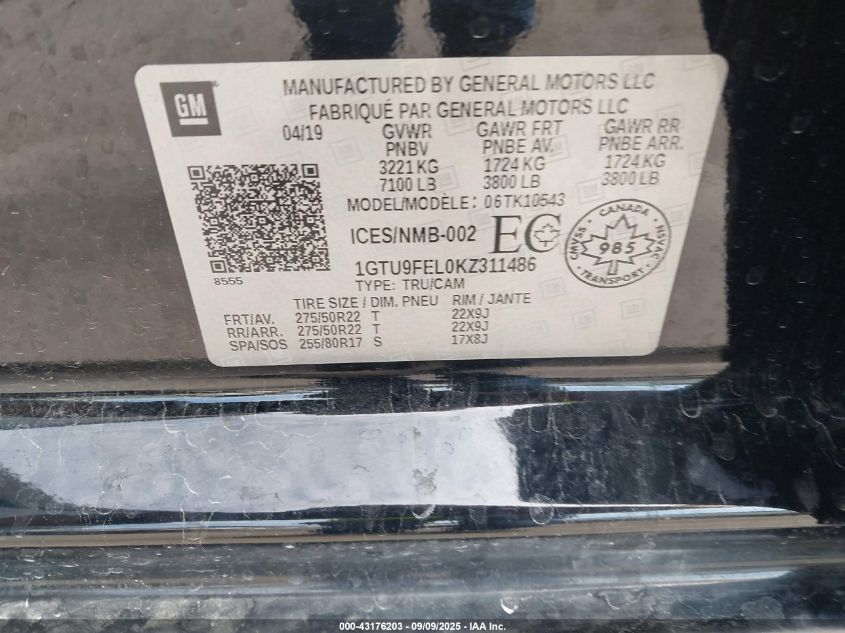 GM
MANUFACTURED BY GENERAL MOTORS LLC
FABRIQUÉ PAR GENERAL MOTORS LLC
04/19 GVWR GAWR FRT GAWR RR
PNBV PNBE AV. PNBE ARR.
3221 KG 1724 KG 1724 KG
7100 LB 3800 LB 3800 LB
MODEL/MODÈLE: 06TK10543
ICES/NMB-002 EC
CANADA
CMVSS 985 NSVAC
TRANSPORT
8555
1GTU9FEL0KZ311486
TYPE: TRU/CAM
TIRE SIZE / DIM. PNEU RIM / JANTE
FRT/AV. 275/50R22 T 22X9J
RR/ARR. 275/50R22 T 22X9J
SPA/SOS 255/80R17 S 17X8J
000-43176203 - 09/09/2025 - IAA Inc.